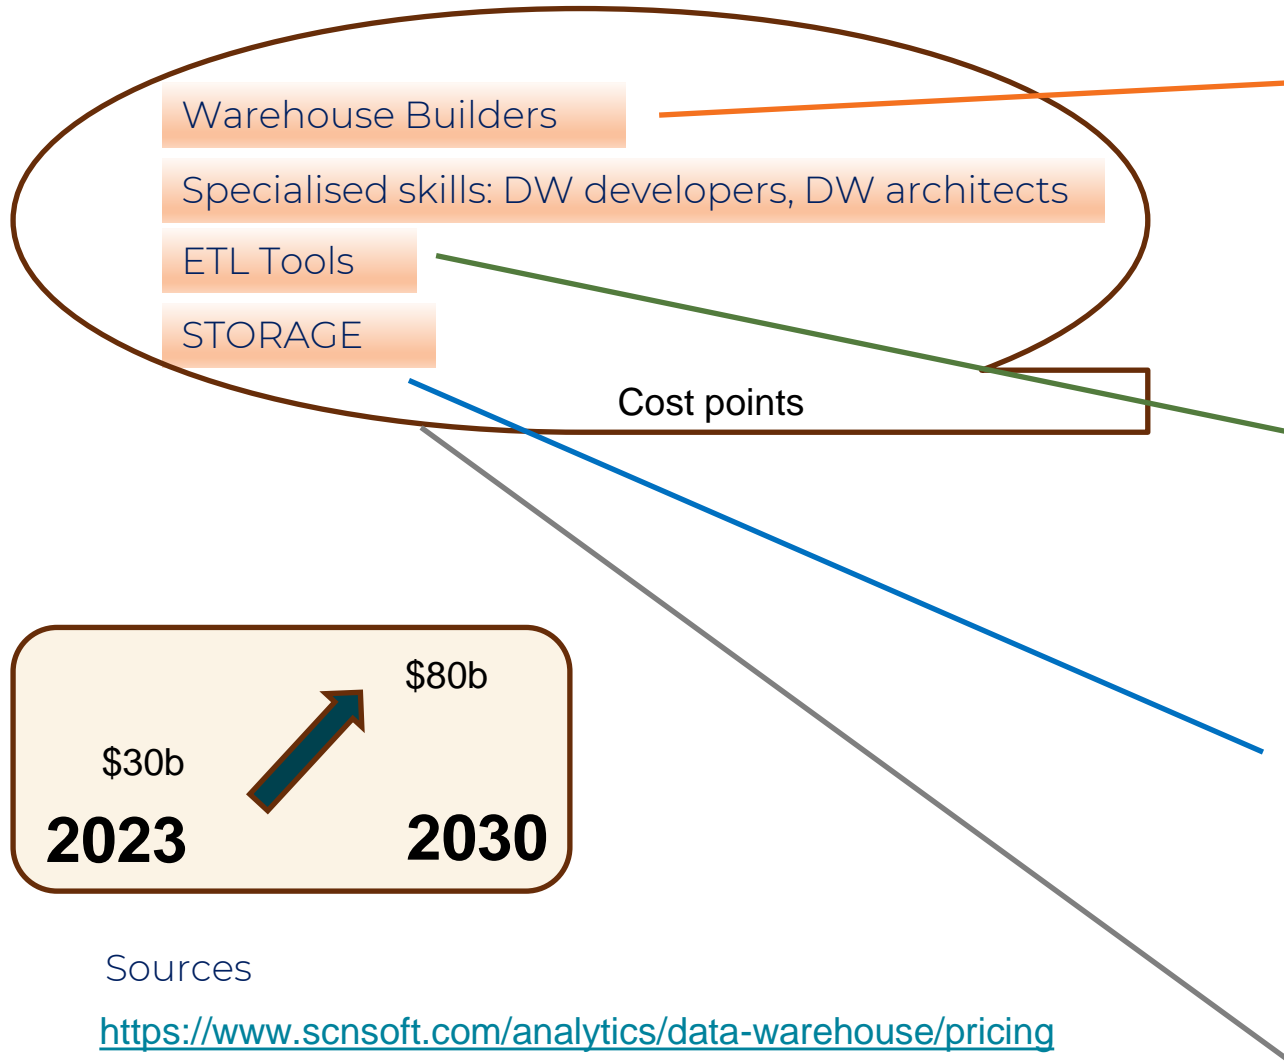 Warehouse Builders
Specialised skills: DW developers, DW architects
ETL Tools
STORAGE
Cost points
$80b
$30b
2023
2030
Sources
https://www.scnsoft.com/analytics/data-warehouse/pricing